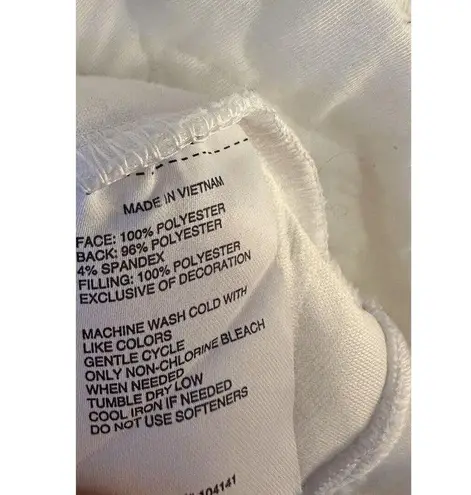 MADE IN VIETNAM
FACE: 100% POLYESTER
BACK: 96% POLYESTER
4% SPANDEX
FILLING: 100% POLYESTER
EXCLUSIVE OF DECORATION
MACHINE WASH COLD WITH
LIKE COLORS
GENTLE CYCLE
ONLY NON-CHLORINE BLEACH
WHEN NEEDED
TUMBLE DRY LOW
COOL IRON IF NEEDED
DO NOT USE SOFTENERS
104141